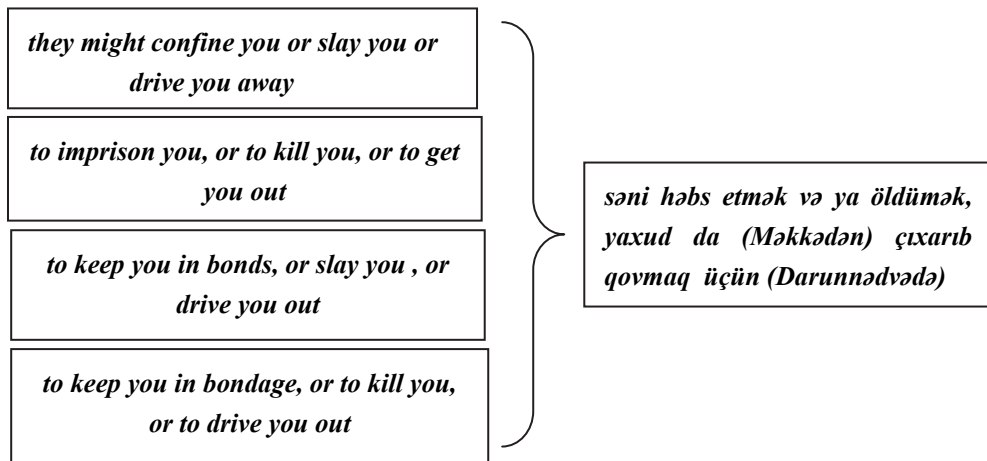 they might confine you or slay you or
drive you away
to imprison you, or to kill you, or to get
you out
to keep you in bonds, or slay you , or
drive you out
to keep you in bondage, or to kill you,
or to drive you out
səni həbs etmək və ya öldümək,
yaxud da (Məkkədən) çıxarıb
qovmaq üçün (Darunnədvədə)